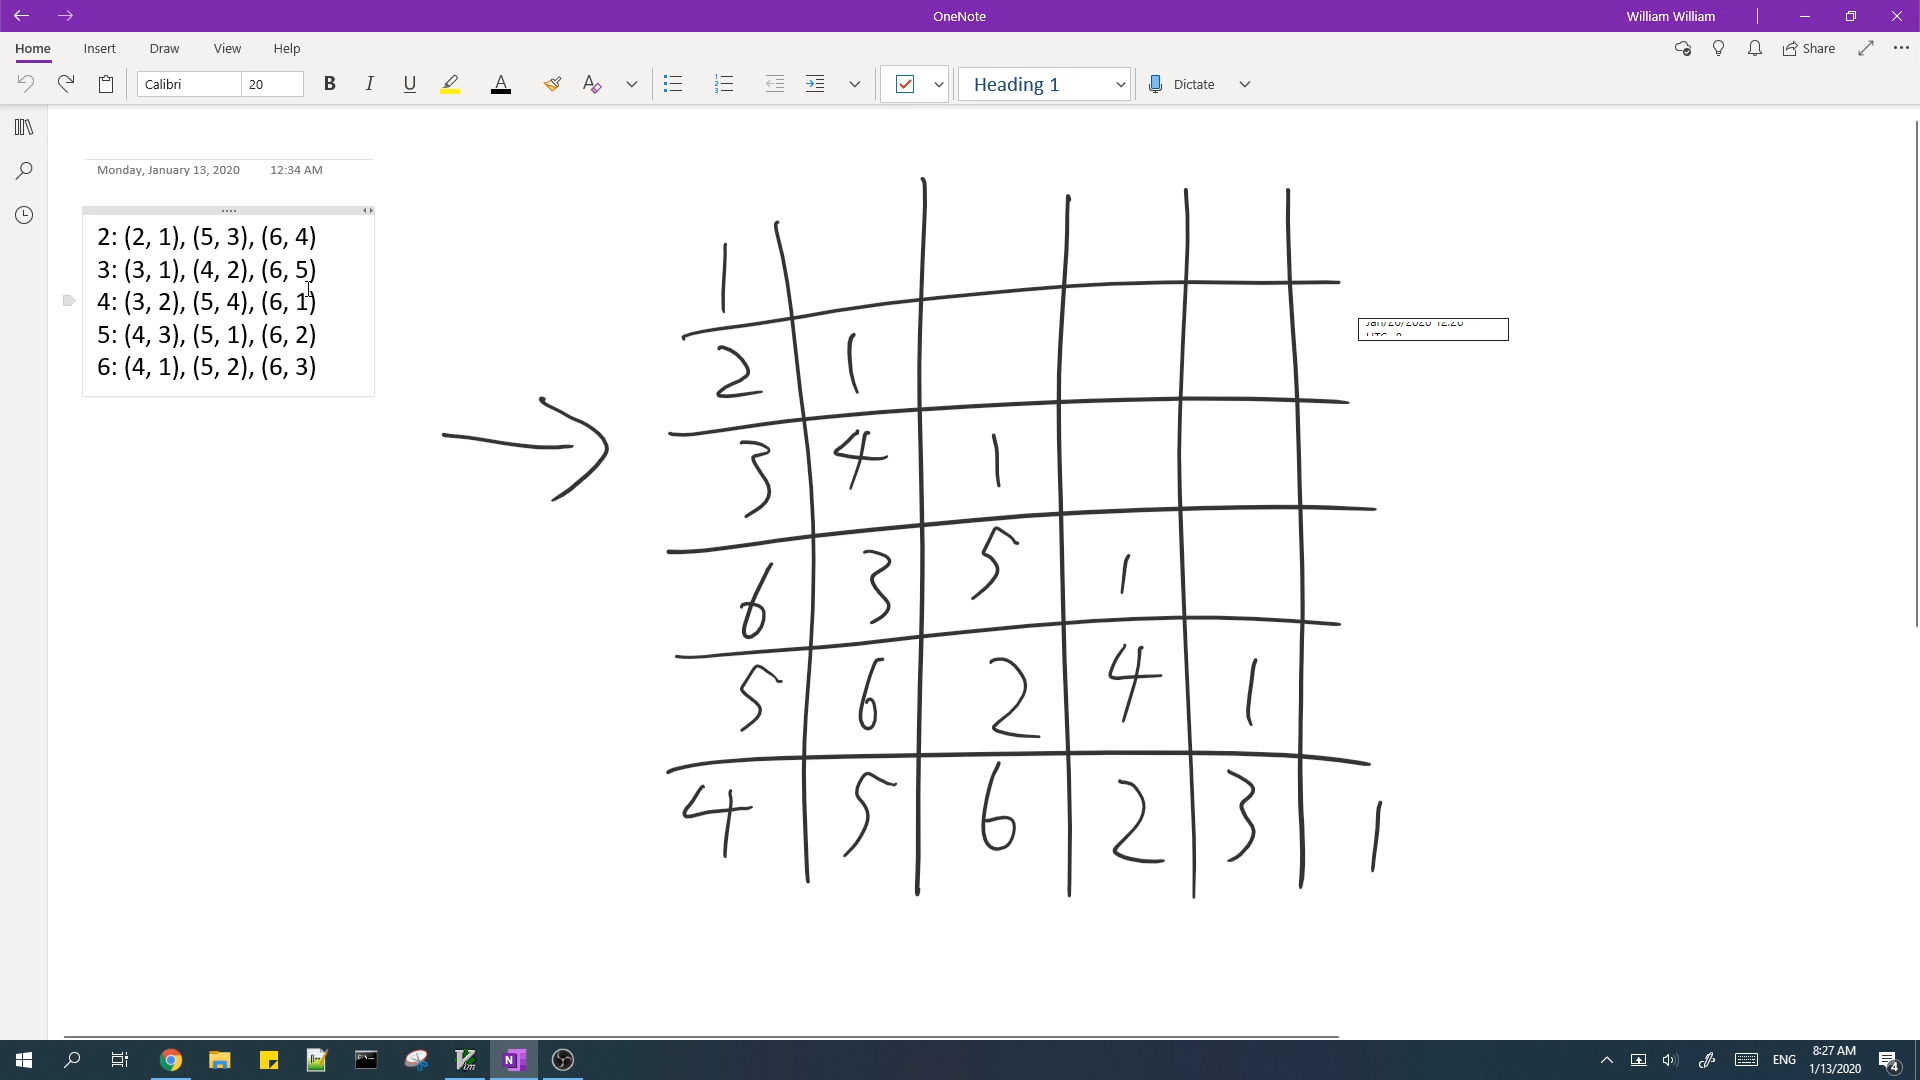 OneNote
William William
Home Insert Draw View Help
Share
Calibri 20 B I U A A Heading 1 Dictate
Monday, January 13, 2020 12:34 AM
2: (2, 1), (5, 3), (6, 4)
3: (3, 1), (4, 2), (6, 5)
4: (3, 2), (5, 4), (6, 1)
5: (4, 3), (5, 1), (6, 2)
6: (4, 1), (5, 2), (6, 3)
1
2 1
3 4 1
6 3 5 1
5 6 2 4 1
4 5 6 2 3 1
ENG
8:27 AM
1/13/2020
4